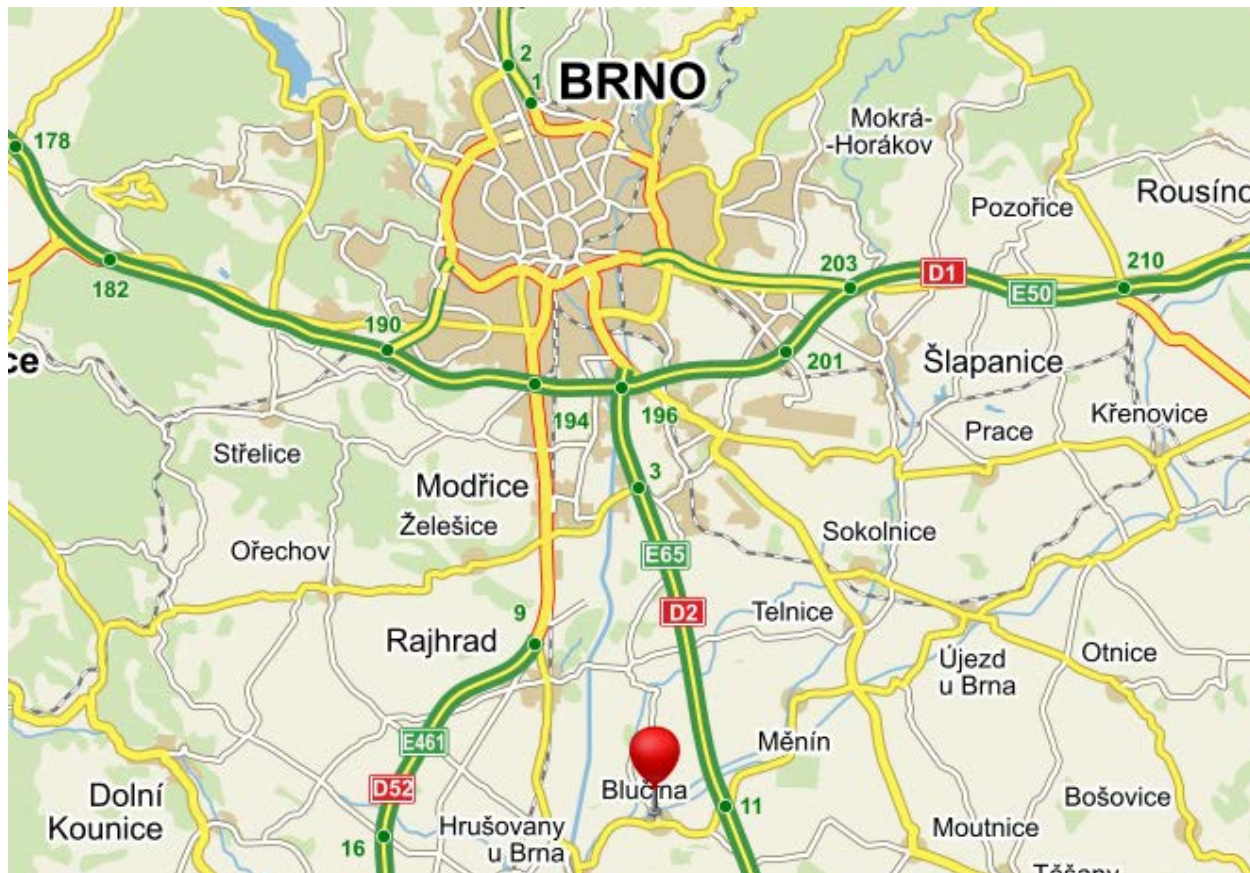 2
1
BRNO
Mokrá-
-Horákov
178
Pozořice
Rousíno
182
203
D1
210
E50
190
ce
201
Šlapanice
194
196
Křenovice
Prace
Střelice
Modřice
3
Želešice
Sokolnice
Ořechov
E65
9
D2
Telnice
Rajhrad
Újezd
u Brna
Otnice
E461
Měnín
D52
Blučina
Dolní
Kounice
11
Bošovice
16
Hrušovany
u Brna
Moutnice
Těšany